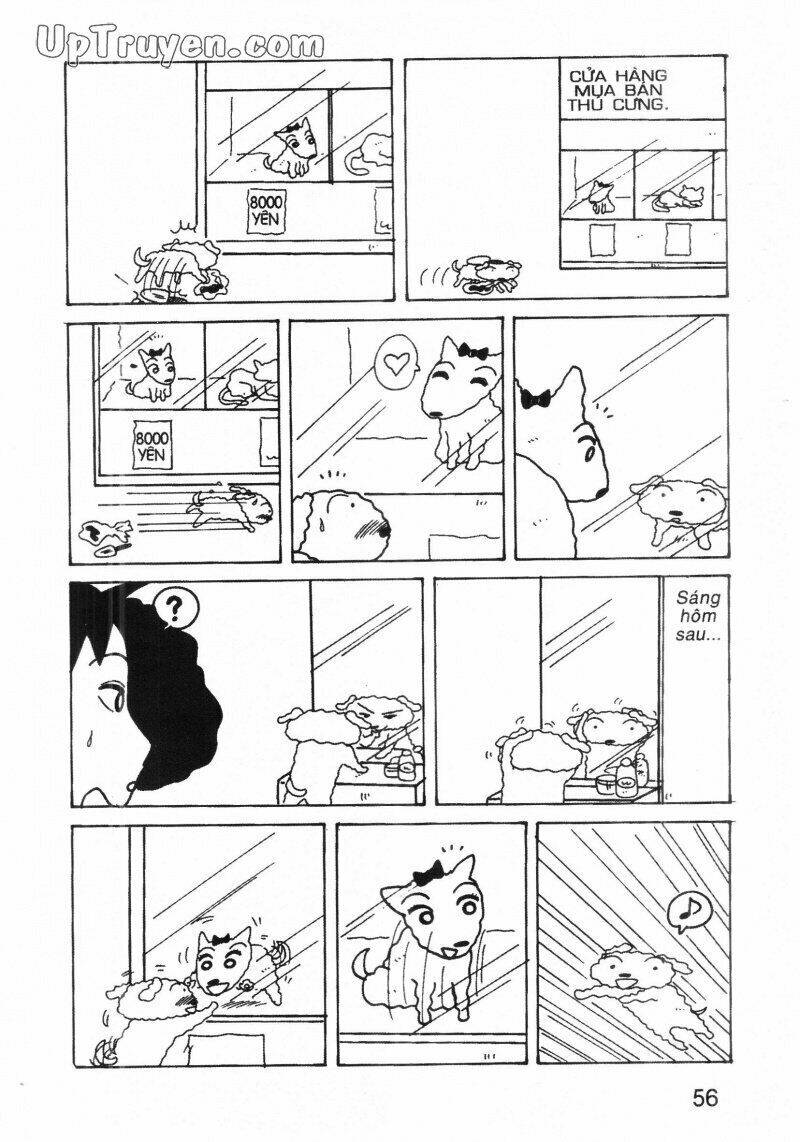 UpTruyen.com
CỬA HÀNG
MUA BÁN
THÚ CƯNG.
8000
YÊN
8000
YÊN
?
Sáng
hôm
sau...
56